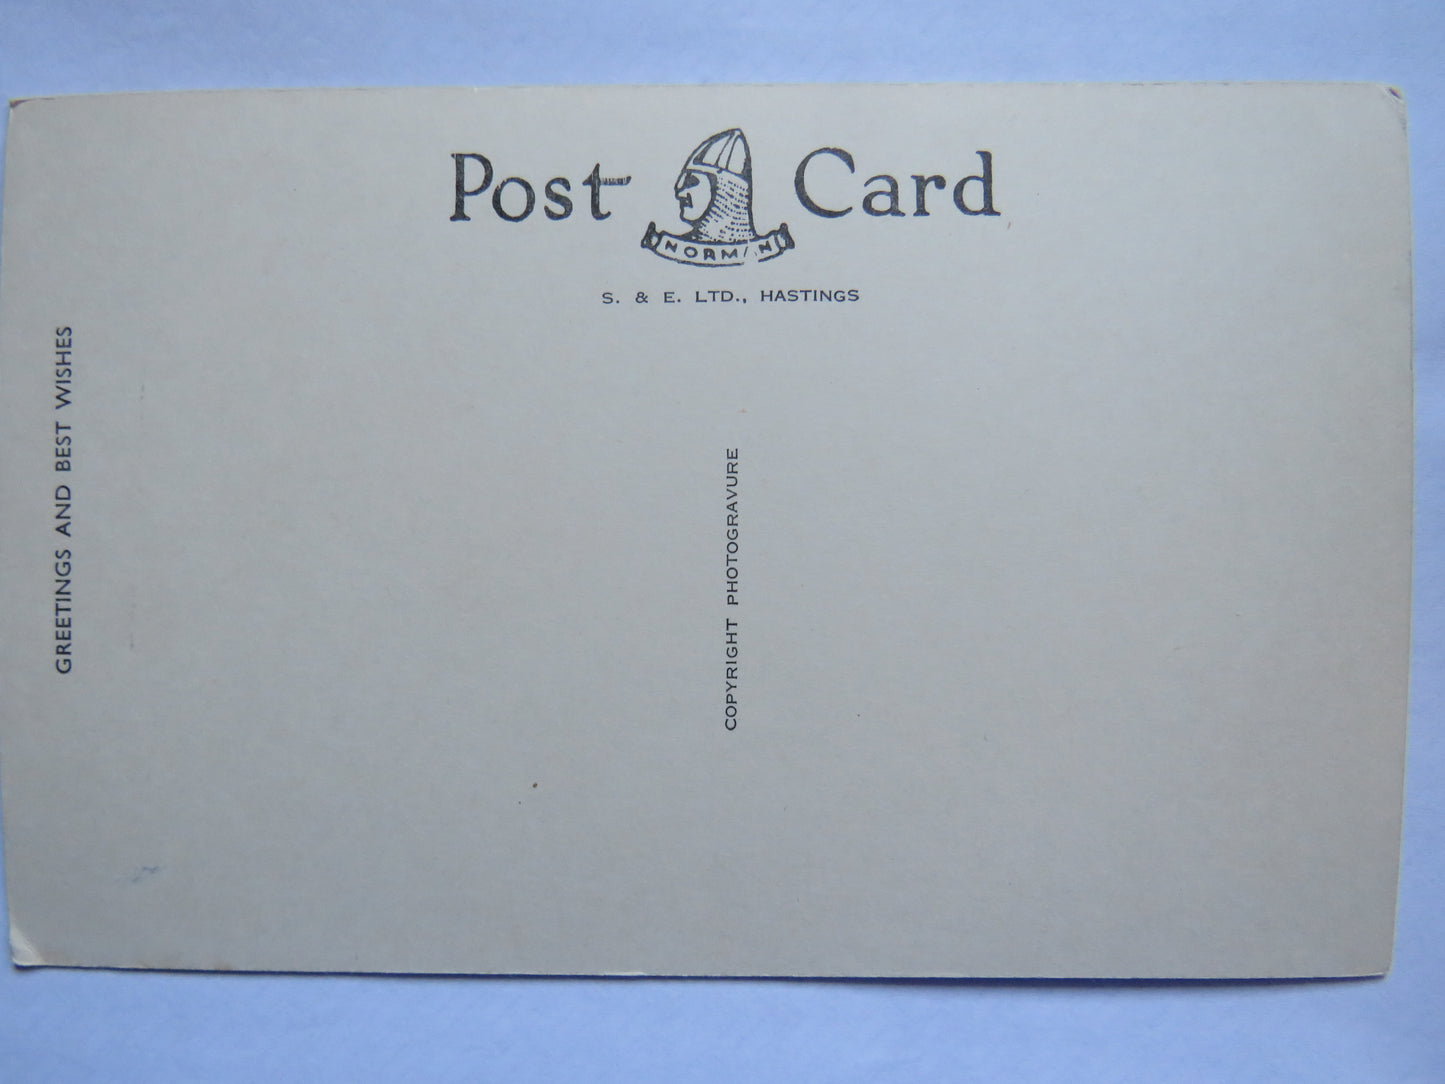 Post Card
NORMAN
S. & E. LTD., HASTINGS
GREETINGS AND BEST WISHES
COPYRIGHT PHOTOGRAVURE